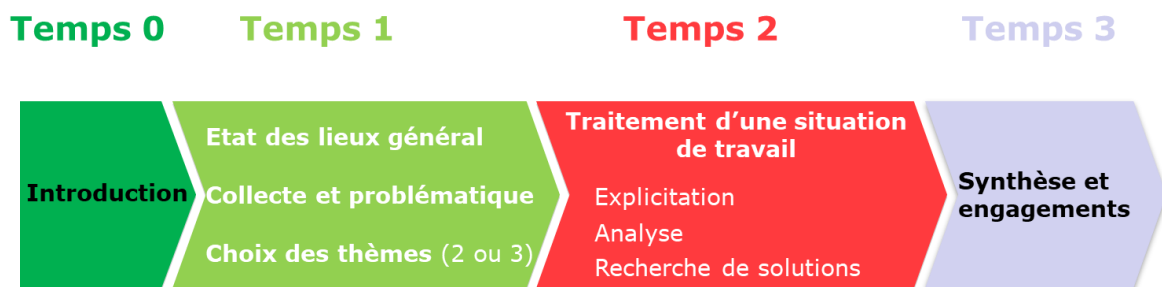 Temps 0
Temps 1
Temps 2
Temps 3
Introduction
Etat des lieux général
Collecte et problématique
Choix des thèmes (2 ou 3)
Traitement d’une situation
de travail
Explicitation
Analyse
Recherche de solutions
Synthèse et
engagements